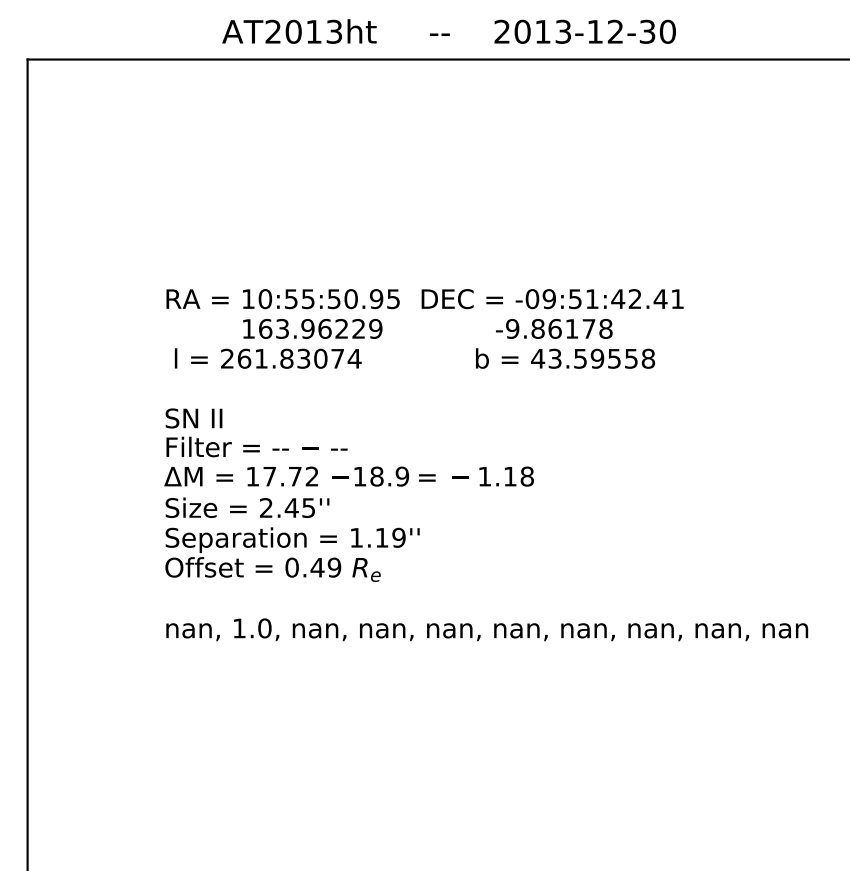 AT2013ht -- 2013-12-30
RA = 10:55:50.95 DEC = -09:51:42.41
163.96229 -9.86178
l = 261.83074 b = 43.59558
SN II
Filter = -- − --
ΔM = 17.72 −18.9 = − 1.18
Size = 2.45''
Separation = 1.19''
Offset = 0.49 Rₑ
nan, 1.0, nan, nan, nan, nan, nan, nan, nan, nan